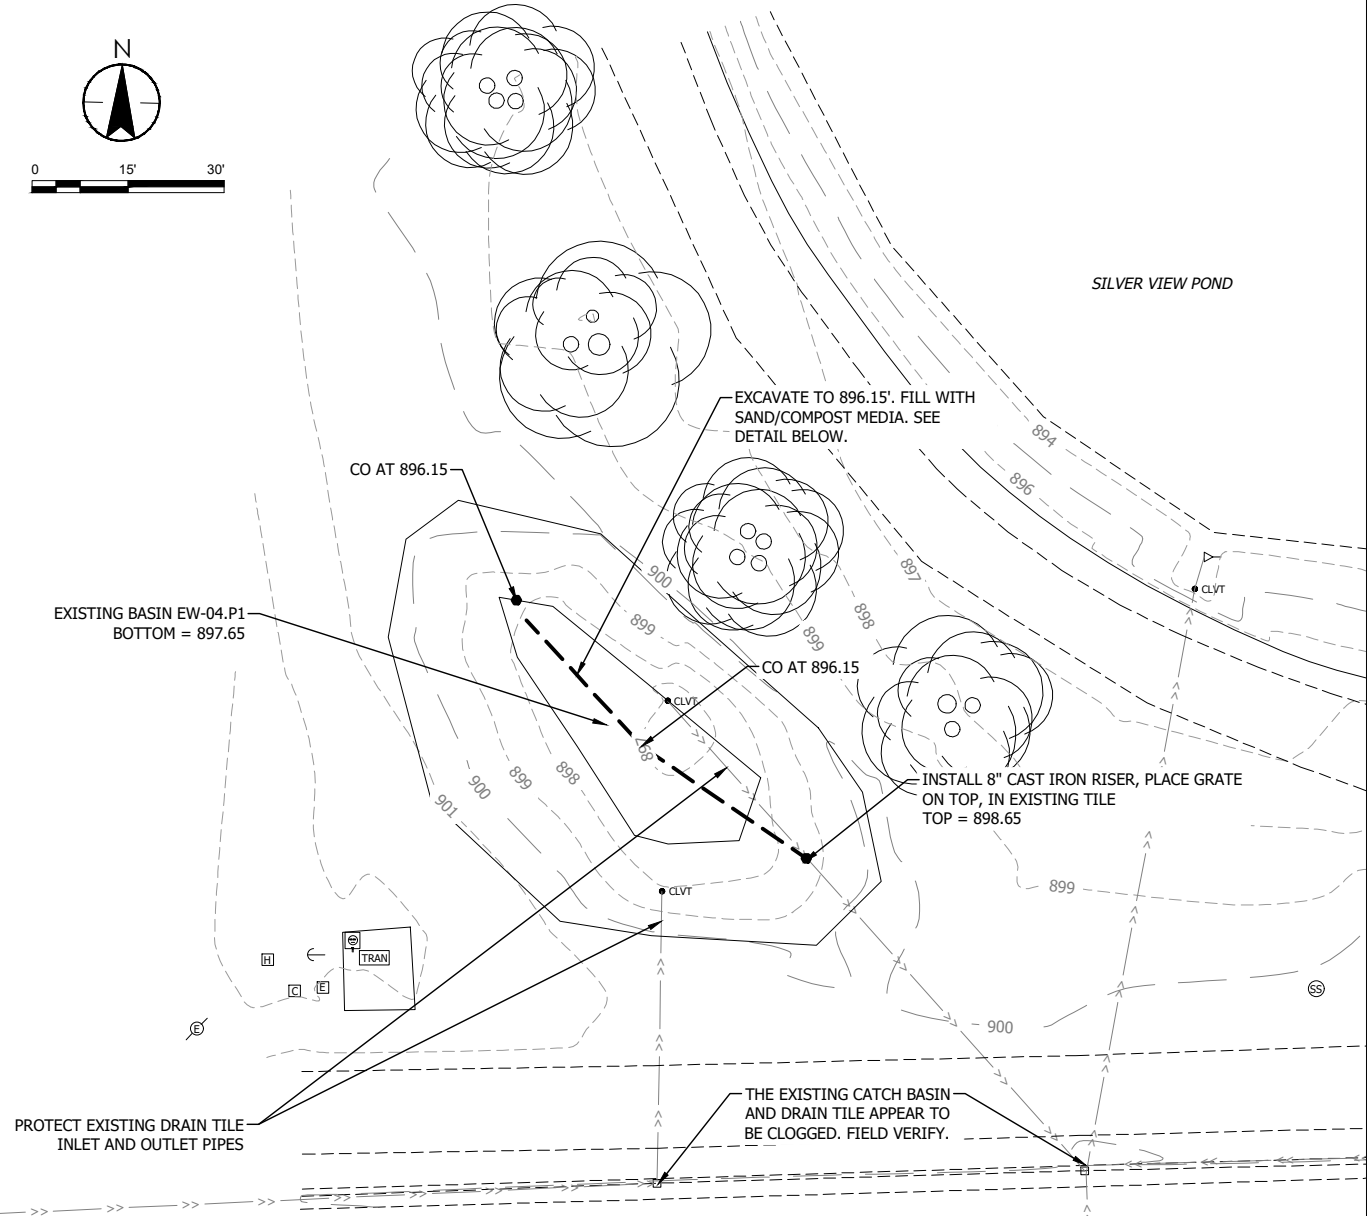 N
0 15' 30'
SILVER VIEW POND
EXCAVATE TO 896.15'. FILL WITH
SAND/COMPOST MEDIA. SEE
DETAIL BELOW.
894
CO AT 896.15
896
897
CLVT
900
EXISTING BASIN EW-04.P1
BOTTOM = 897.65
899
898
899
CO AT 896.15
CLVT
897
898
899
900
901
INSTALL 8" CAST IRON RISER, PLACE GRATE
ON TOP, IN EXISTING TILE
TOP = 898.65
899
CLVT
H
TRAN
C
E
SS
E
900
THE EXISTING CATCH BASIN
AND DRAIN TILE APPEAR TO
BE CLOGGED. FIELD VERIFY.
PROTECT EXISTING DRAIN TILE
INLET AND OUTLET PIPES